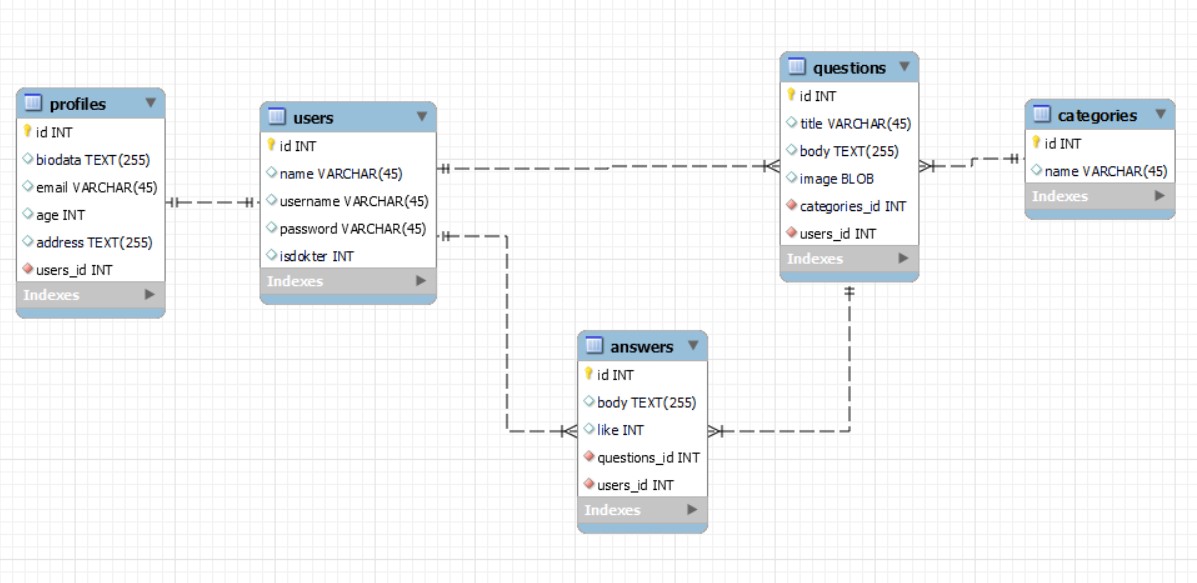 profiles
id INT
biodata TEXT(255)
email VARCHAR(45)
age INT
address TEXT(255)
users_id INT
Indexes
users
id INT
name VARCHAR(45)
username VARCHAR(45)
password VARCHAR(45)
isdokter INT
Indexes
questions
id INT
title VARCHAR(45)
body TEXT(255)
image BLOB
categories_id INT
users_id INT
Indexes
categories
id INT
name VARCHAR(45)
Indexes
answers
id INT
body TEXT(255)
like INT
questions_id INT
users_id INT
Indexes